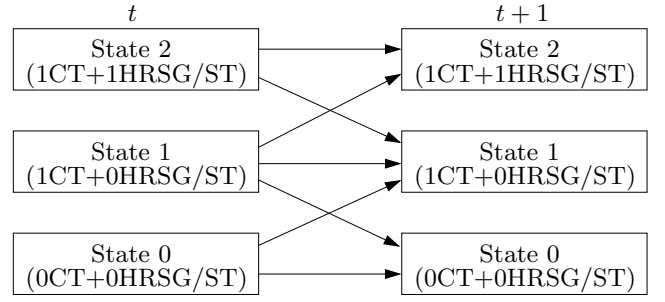 t
t + 1
State 2
(1CT+1HRSG/ST)
State 2
(1CT+1HRSG/ST)
State 1
(1CT+0HRSG/ST)
State 1
(1CT+0HRSG/ST)
State 0
(0CT+0HRSG/ST)
State 0
(0CT+0HRSG/ST)